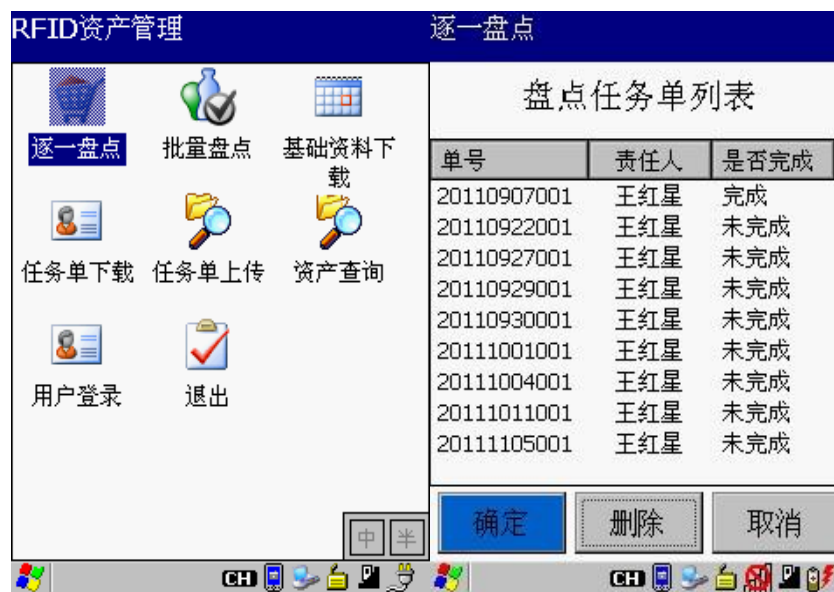 RFID资产管理
逐一盘点
批量盘点
基础资料下
载
任务单下载
任务单上传
资产查询
用户登录
退出
中
半
CH
逐一盘点
盘点任务单列表
单号 责任人 是否完成
20110907001 王红星 完成
20110922001 王红星 未完成
20110927001 王红星 未完成
20110929001 王红星 未完成
20110930001 王红星 未完成
20111001001 王红星 未完成
20111004001 王红星 未完成
20111011001 王红星 未完成
20111105001 王红星 未完成
确定 删除 取消
CH